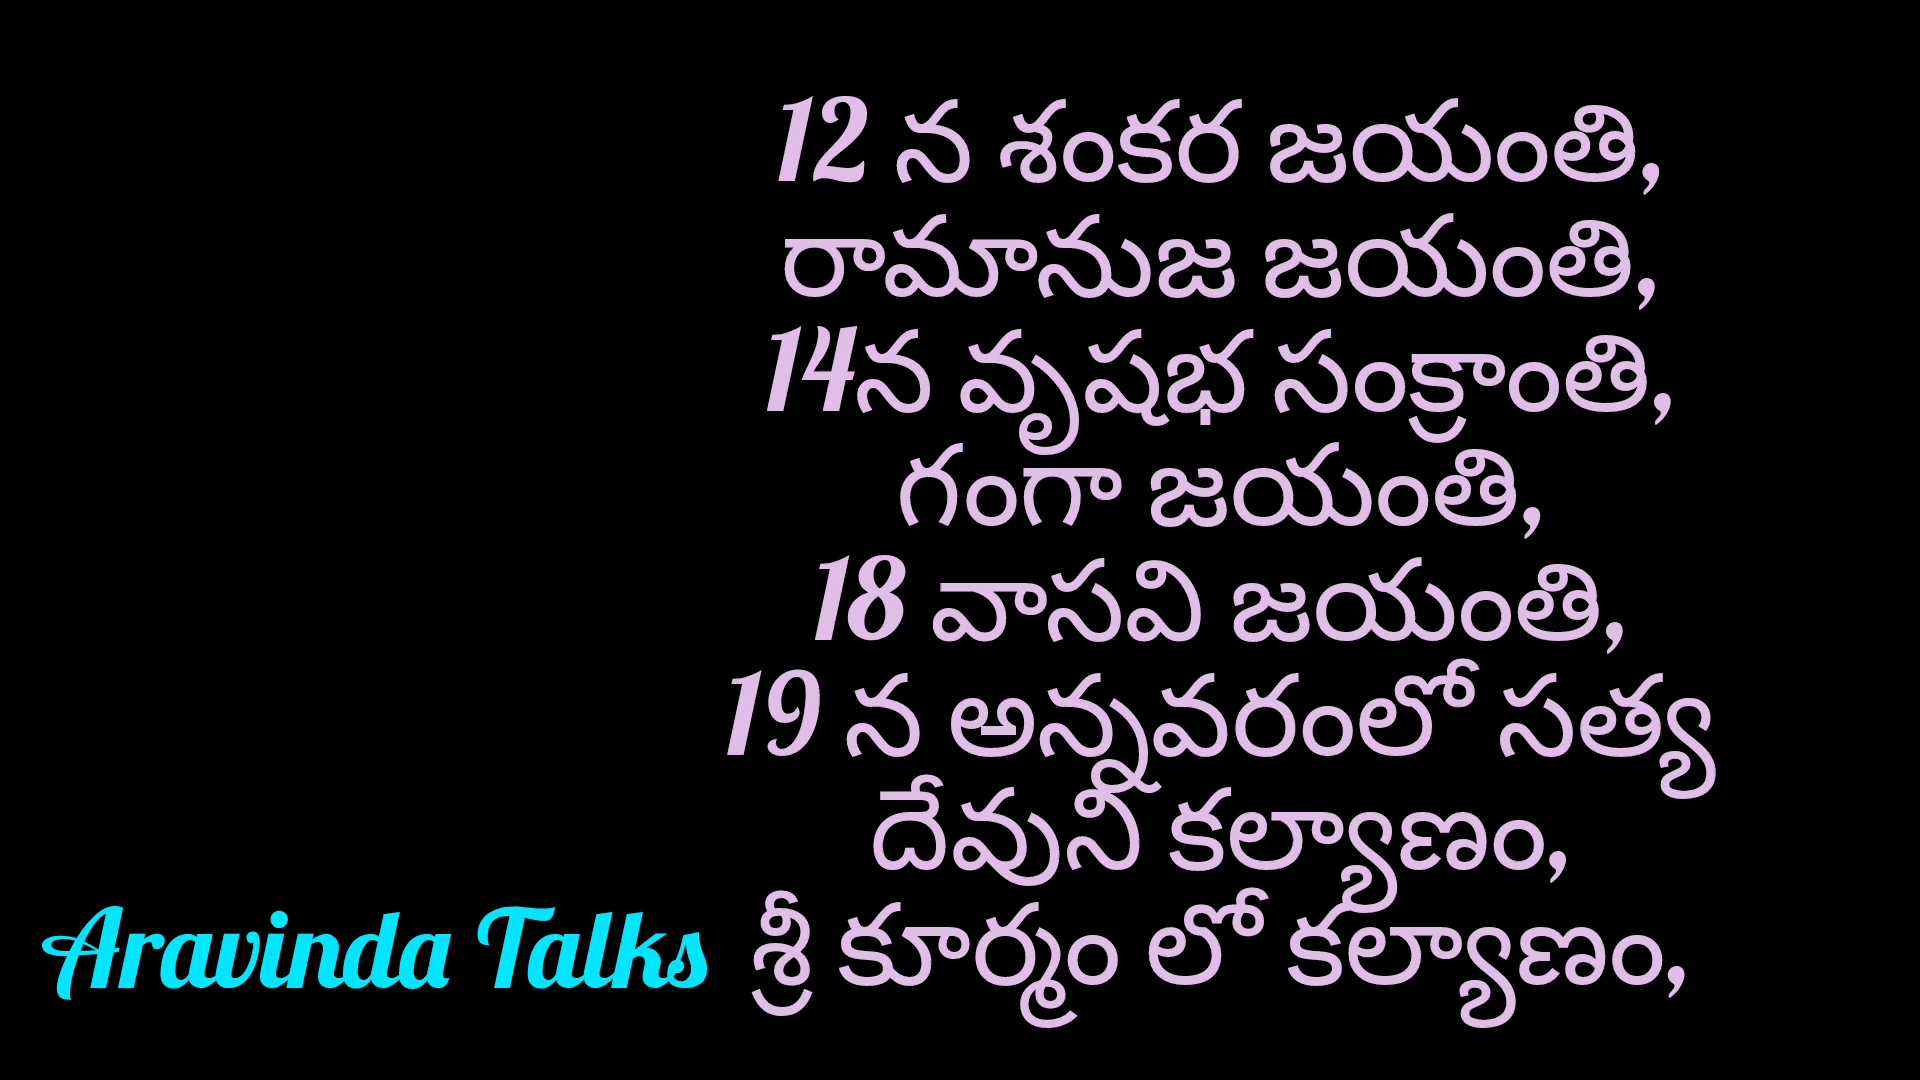 12 న శంకర జయంతి,
రామానుజ జయంతి,
14న వృషభ సంక్రాంతి,
గంగా జయంతి,
18 వాసవి జయంతి,
19 న అన్నవరంలో సత్య
దేవుని కల్యాణం,
శ్రీ కూర్మం లో కల్యాణం,
Aravinda Talks